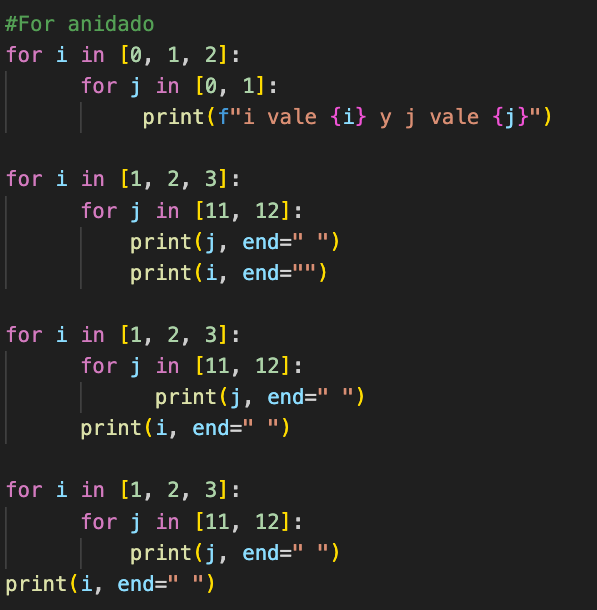 #For anidado
for i in [0, 1, 2]:
      for j in [0, 1]:
           print(f"i vale {i} y j vale {j}")

for i in [1, 2, 3]:
      for j in [11, 12]:
          print(j, end=" ")
          print(i, end="")

for i in [1, 2, 3]:
      for j in [11, 12]:
            print(j, end=" ")
      print(i, end=" ")

for i in [1, 2, 3]:
      for j in [11, 12]:
          print(j, end=" ")
print(i, end=" ")